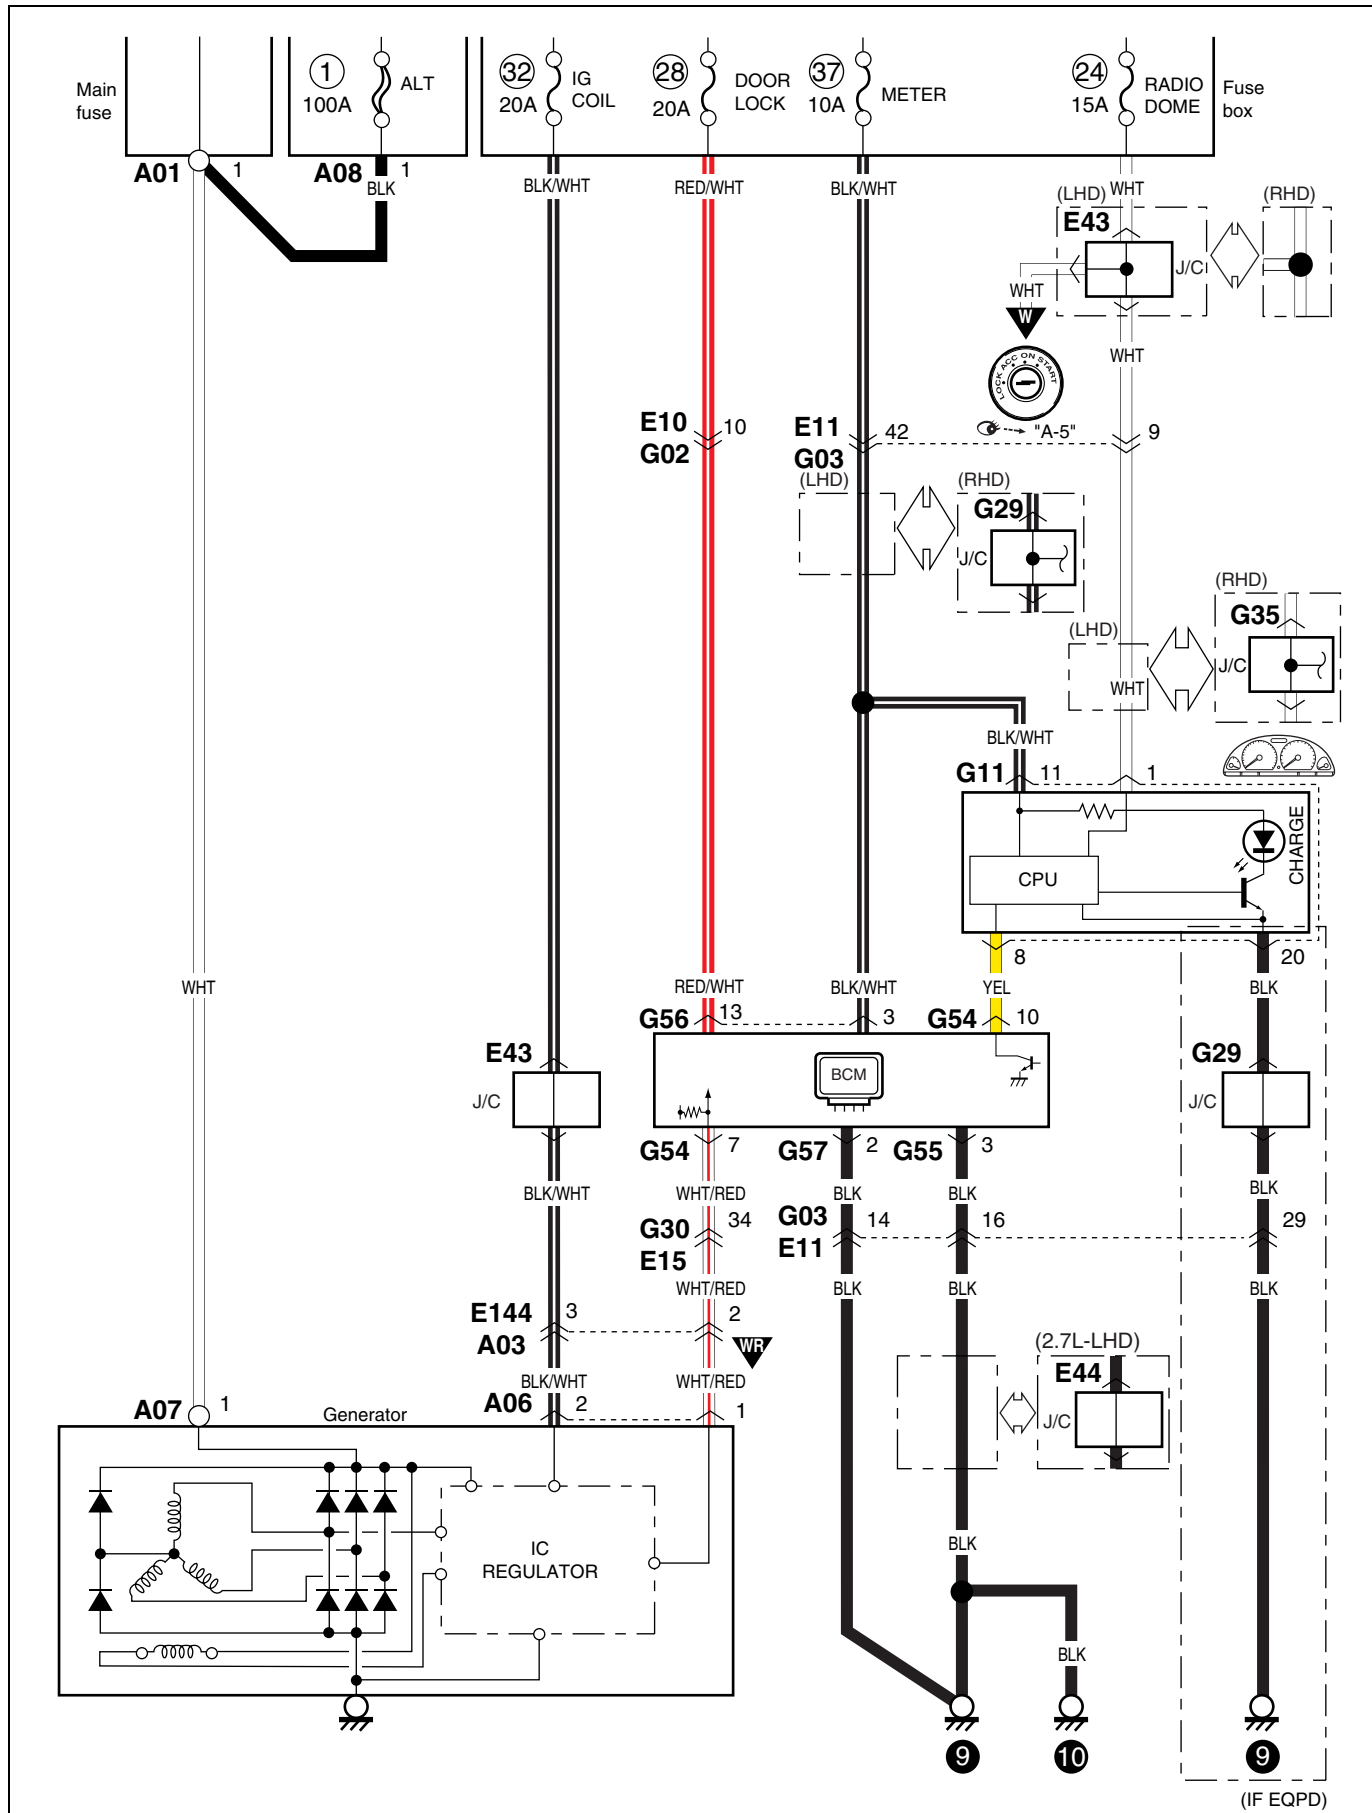 Main
fuse
1
100A
ALT
32
20A
IG
COIL
28
20A
DOOR
LOCK
37
10A
METER
24
15A
RADIO
DOME
Fuse
box
A01
1
A08
1
BLK
BLK/WHT
RED/WHT
BLK/WHT
WHT
(LHD)
(RHD)
E43
J/C
WHT
W
WHT
LOCK ACC ON START
"A-5"
E10
10
G02
E11
42
G03
9
(LHD)
(RHD)
G29
J/C
(RHD)
G35
(LHD)
J/C
WHT
BLK/WHT
G11
11
1
CHARGE
CPU
8
20
WHT
RED/WHT
BLK/WHT
YEL
BLK
G56
13
3
G54
10
E43
J/C
BCM
G29
J/C
G54
7
G57
2
G55
3
BLK/WHT
WHT/RED
BLK
BLK
BLK
G30
34
E15
G03
14
E11
16
29
WHT/RED
BLK
BLK
BLK
E144
3
A03
2
WR
(2.7L-LHD)
E44
J/C
BLK/WHT
WHT/RED
A07
1
Generator
A06
2
1
IC
REGULATOR
BLK
BLK
9
10
9
(IF EQPD)